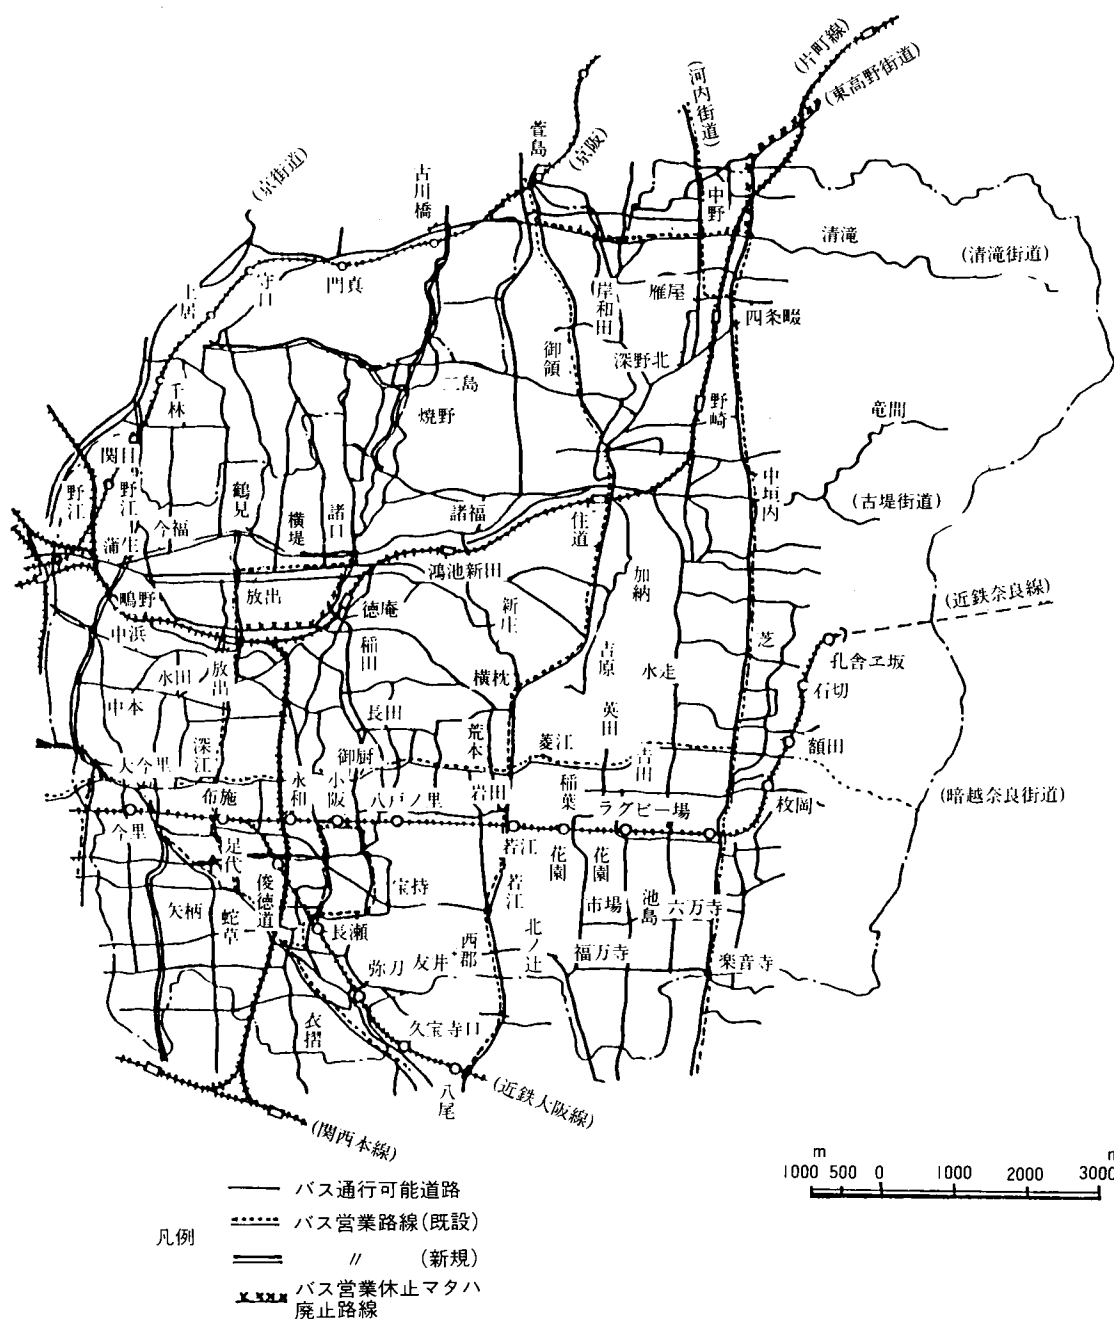 (片町線)
(東高野街道)
(河内街道)
萱島
(京阪)
(京街道)
古川橋
中野
清滝
(清滝街道)
守口
門真
土居
岸和田
雁屋
四条畷
御領
深野北
千林
二島
焼野
野崎
竜間
関目
野江
野江
鶴見
横堤
諸口
諸福
中垣内
(古堤街道)
今福
蒲生
住道
鴫野
放出
鴻池新田
加納
徳庵
新生
(近鉄奈良線)
中浜
稲田
芝
孔舎ヱ坂
永田
放出
横枕
吉原
水走
石切
中本
長田
英田
深江
御厨
荒本
菱江
吉田
額田
大今里
布施
永和
小阪
八戸ノ里
岩田
稲葉
ラグビー場
枚岡
(暗越奈良街道)
今里
足代
若江
花園
花園
俊徳道
宝持
若江
市場
池島
六万寺
矢柄
蛇草
長瀬
北ノ辻
弥刀
友井
西郡
福万寺
楽音寺
衣摺
久宝寺口
八尾
(近鉄大阪線)
(関西本線)
m
1000 500 0 1000 2000 3000
凡例
バス通行可能道路
バス営業路線(既設)
〃 (新規)
バス営業休止マタハ
廃止路線